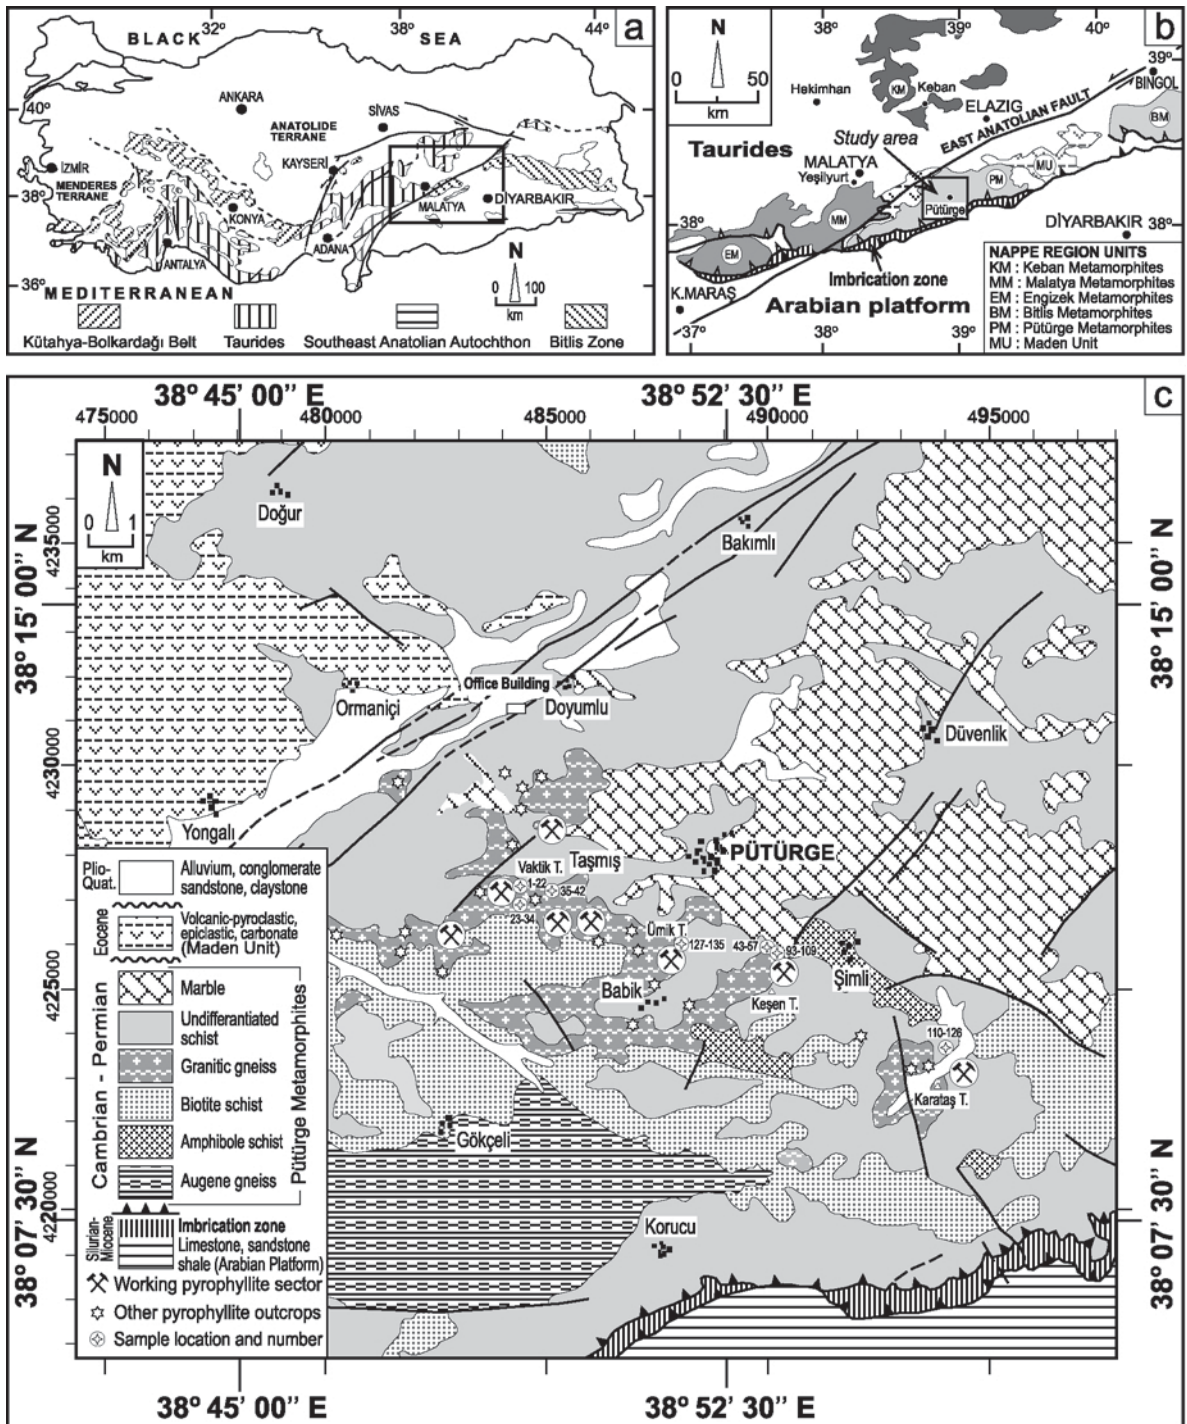 a
32°
38°
44°
BLACK SEA
40°
ANKARA
SİVAS
ANATOLIDE
TERRANE
İZMİR
KAYSERİ
MENDERES
TERRANE
38°
KONYA
MALATYA
DİYARBAKIR
ADANA
ANTALYA
N
36°
MEDITERRANEAN
0 100
km
Kütahya-Bolkardağı Belt
Taurides
Southeast Anatolian Autochthon
Bitlis Zone
b
38°
39°
40°
N
0 50
km
39°
BINGOL
Hekimhan
KM
Keban
ELAZIG
EAST ANATOLIAN FAULT
BM
Study area
Taurides
MALATYA
Yeşilyurt
MU
PM
Pütürge
MM
38°
DİYARBAKIR
38°
EM
Imbrication zone
K.MARAŞ
Arabian platform
37°
38°
39°
NAPPE REGION UNITS
KM : Keban Metamorphites
MM : Malatya Metamorphites
EM : Engizek Metamorphites
BM : Bitlis Metamorphites
PM : Pütürge Metamorphites
MU : Maden Unit
c
38° 45' 00'' E
38° 52' 30'' E
475000
480000
485000
490000
495000
N
0 1
km
Doğur
Bakımlı
4235000
38° 15' 00'' N
38° 15' 00'' N
Office Building
Ormaniçi
Doyumlu
Düvenlik
4230000
Yongalı
PÜTÜRGE
Taşmış
Vaktik T.
1-22
35-42
23-34
Ümik T.
127-135
43-57
93-109
Şimli
4225000
Babik
Keşen T.
110-126
Karataş T.
Gökçeli
4220000
Korucu
38° 07' 30'' N
38° 07' 30'' N
Plio-
Quat.
Alluvium, conglomerate
sandstone, claystone
Eocene
Volcanic-pyroclastic,
epiclastic, carbonate
(Maden Unit)
Cambrian - Permian
Pütürge Metamorphites
Marble
Undifferantiated
schist
Granitic gneiss
Biotite schist
Amphibole schist
Augene gneiss
Silurian-
Miocene
Imbrication zone
Limestone, sandstone
shale (Arabian Platform)
Working pyrophyllite sector
Other pyrophyllite outcrops
Sample location and number
38° 45' 00'' E
38° 52' 30'' E